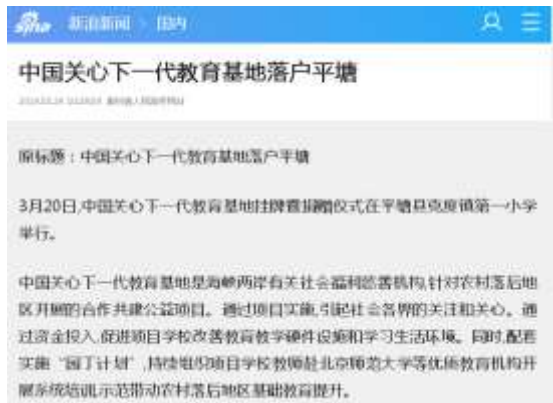 sina 新浪新闻 > 国内
中国关心下一代教育基地落户平塘
原标题：中国关心下一代教育基地落户平塘
3月20日,中国关心下一代教育基地挂牌暨捐赠仪式在平塘县克度镇第一小学
举行。
中国关心下一代教育基地是海峡两岸有关社会福利慈善机构,针对农村落后地
区开展的合作共建公益项目。通过项目实施,引起社会各界的关注和关心。通
过资金投入,促进项目学校改善教育教学硬件设施和学习生活环境。同时,配套
实施“园丁计划”,持续组织项目学校教师赴北京师范大学等优质教育机构开
展系统培训,示范带动农村落后地区基础教育提升。